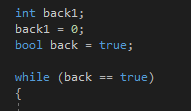 int back1;
back1 = 0;
bool back = true;
while (back == true)
{